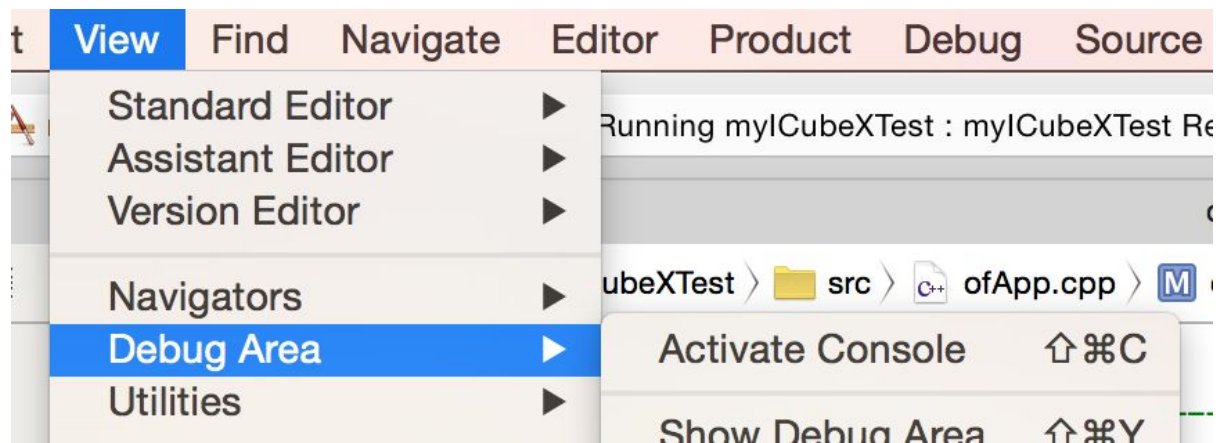 View Find Navigate Editor Product Debug Source
Standard Editor ▶
Running myICubeXTest : myICubeXTest Re
Assistant Editor ▶
Version Editor ▶
ubeXTest 〉 src 〉 C++ ofApp.cpp 〉 M
Navigators ▶
Debug Area ▶
Activate Console ⇧⌘C
Utilities ▶
Show Debug Area ⇧⌘Y